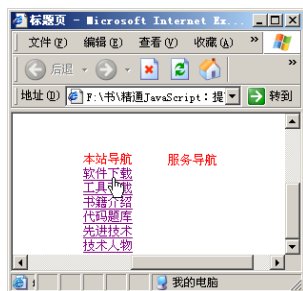 标题页 - Microsoft Internet Ex...
文件(F) 编辑(E) 查看(V) 收藏(A) »
后退 »
地址(D) F:\书\精通JavaScript：提 转到
本站导航 服务导航
软件下载
工具下载
书籍介绍
代码题库
先进技术
技术人物
我的电脑